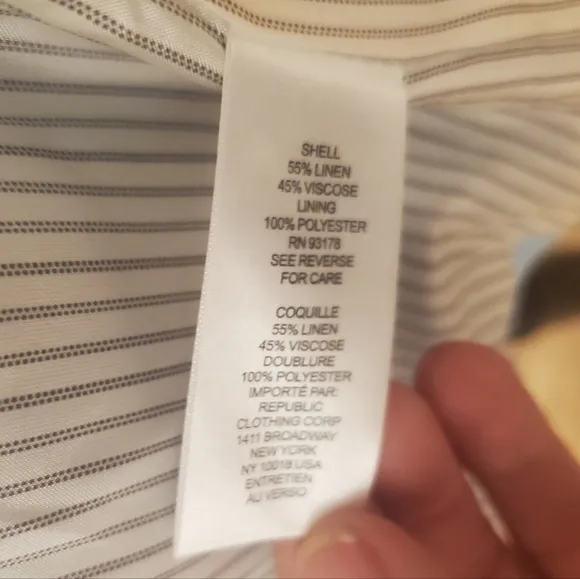 SHELL
55% LINEN
45% VISCOSE
LINING
100% POLYESTER
RN 93178
SEE REVERSE
FOR CARE
COQUILLE
55% LINEN
45% VISCOSE
DOUBLURE
100% POLYESTER
IMPORTÉ PAR:
REPUBLIC
CLOTHING CORP
1411 BROADWAY
NEW YORK
NY 10018 USA
ENTRETIEN
AU VERSO